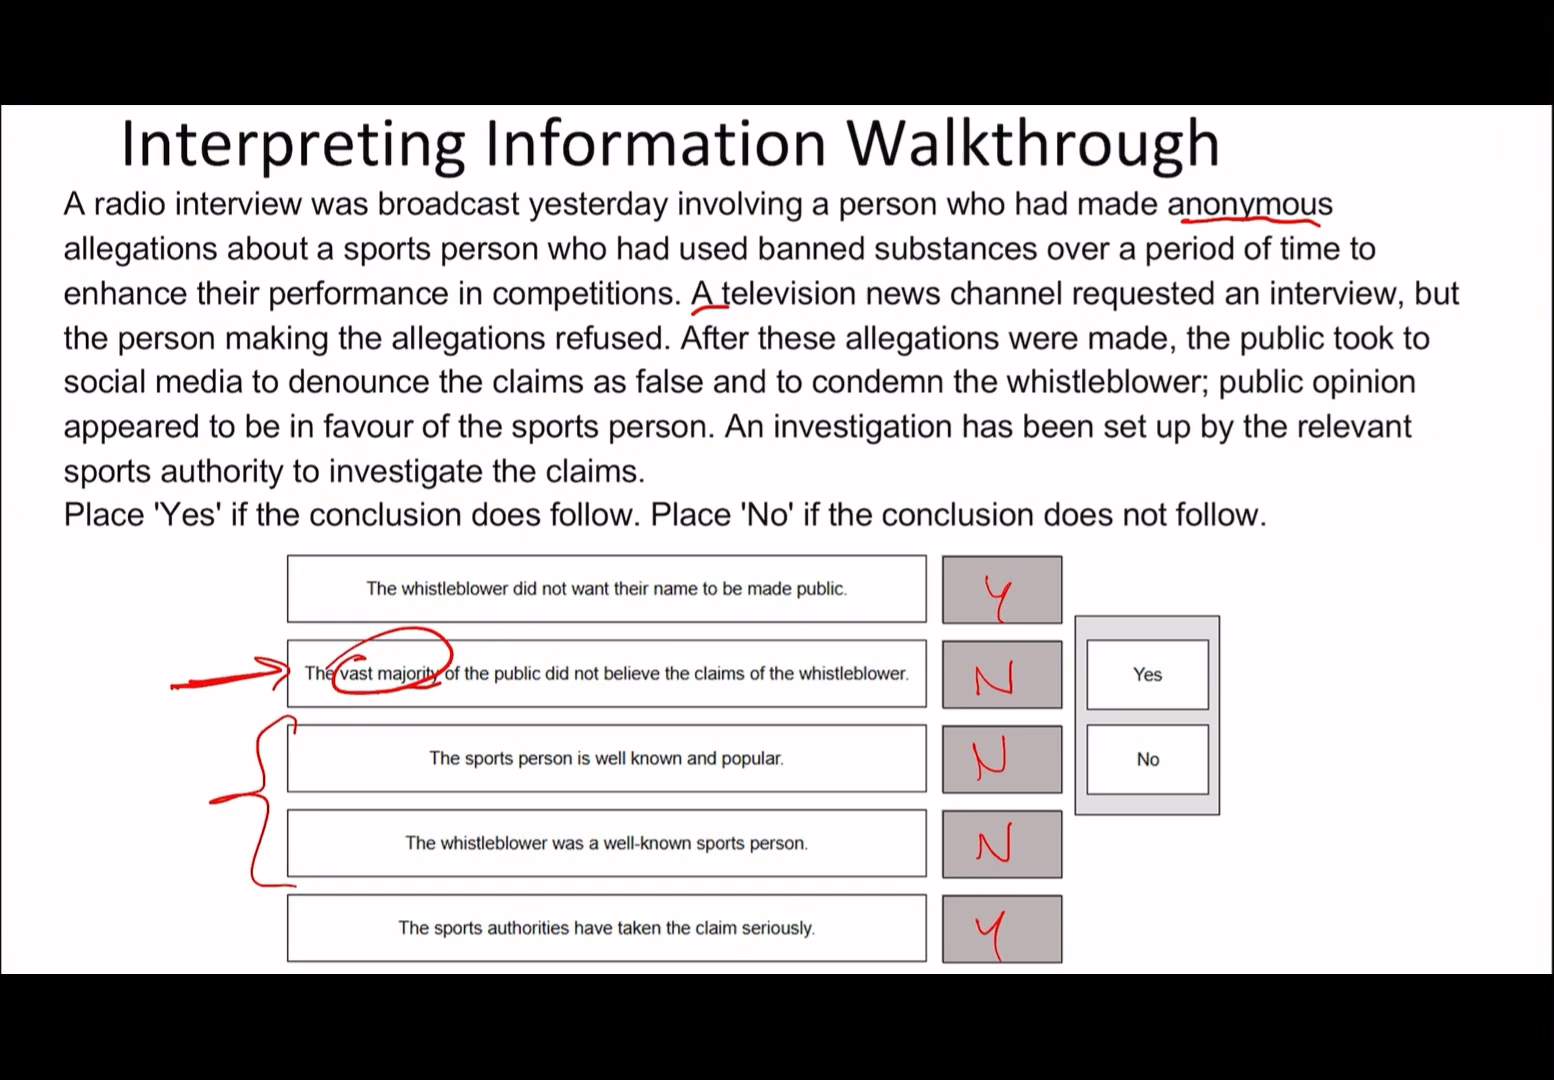 Interpreting Information Walkthrough
A radio interview was broadcast yesterday involving a person who had made anonymous
allegations about a sports person who had used banned substances over a period of time to
enhance their performance in competitions. A television news channel requested an interview, but
the person making the allegations refused. After these allegations were made, the public took to
social media to denounce the claims as false and to condemn the whistleblower; public opinion
appeared to be in favour of the sports person. An investigation has been set up by the relevant
sports authority to investigate the claims.
Place 'Yes' if the conclusion does follow. Place 'No' if the conclusion does not follow.
The whistleblower did not want their name to be made public. Y
The vast majority of the public did not believe the claims of the whistleblower. N
Yes
The sports person is well known and popular. N
No
The whistleblower was a well-known sports person. N
The sports authorities have taken the claim seriously. Y